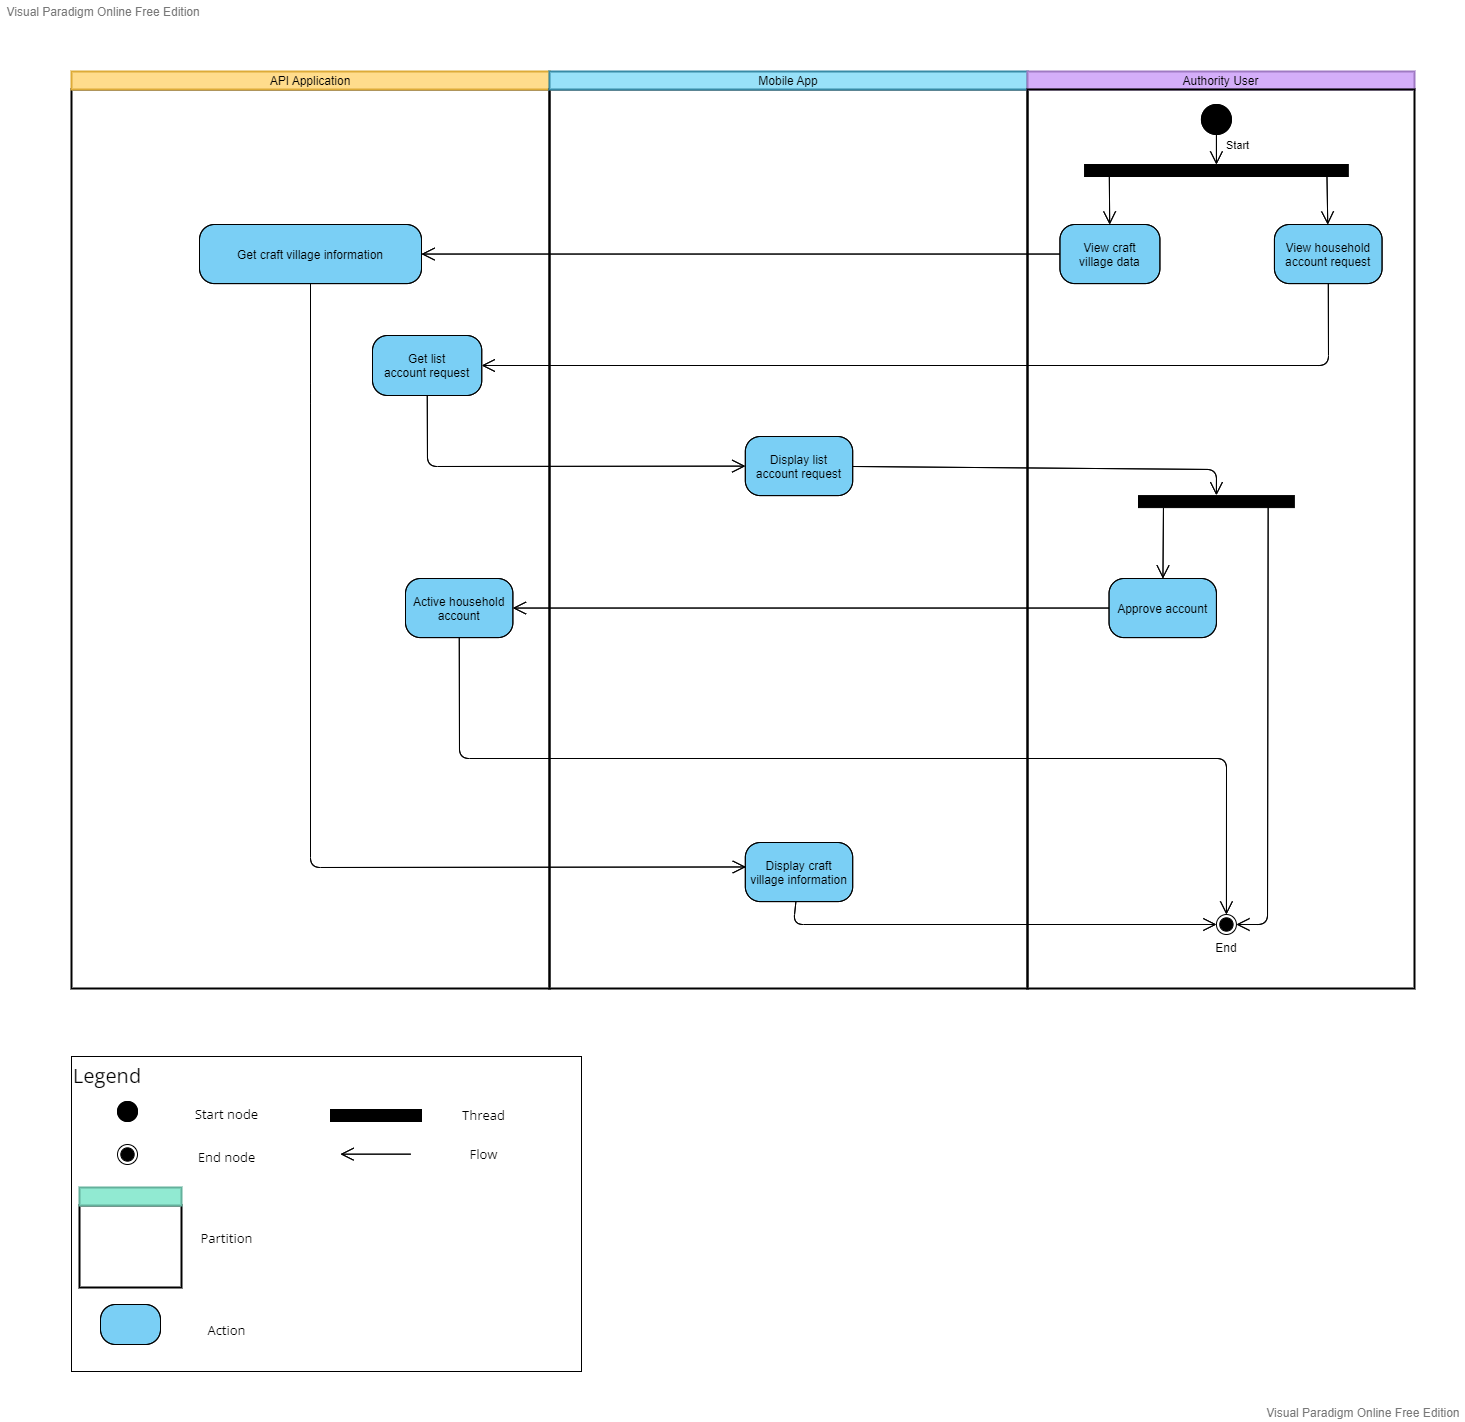 Visual Paradigm Online Free Edition
API Application
Mobile App
Authority User
Start
Get craft village information
View craft
village data
View household
account request
Get list
account request
Display list
account request
Active household
account
Approve account
Display craft
village information
End
Legend
Start node
Thread
End node
Flow
Partition
Action
Visual Paradigm Online Free Edition